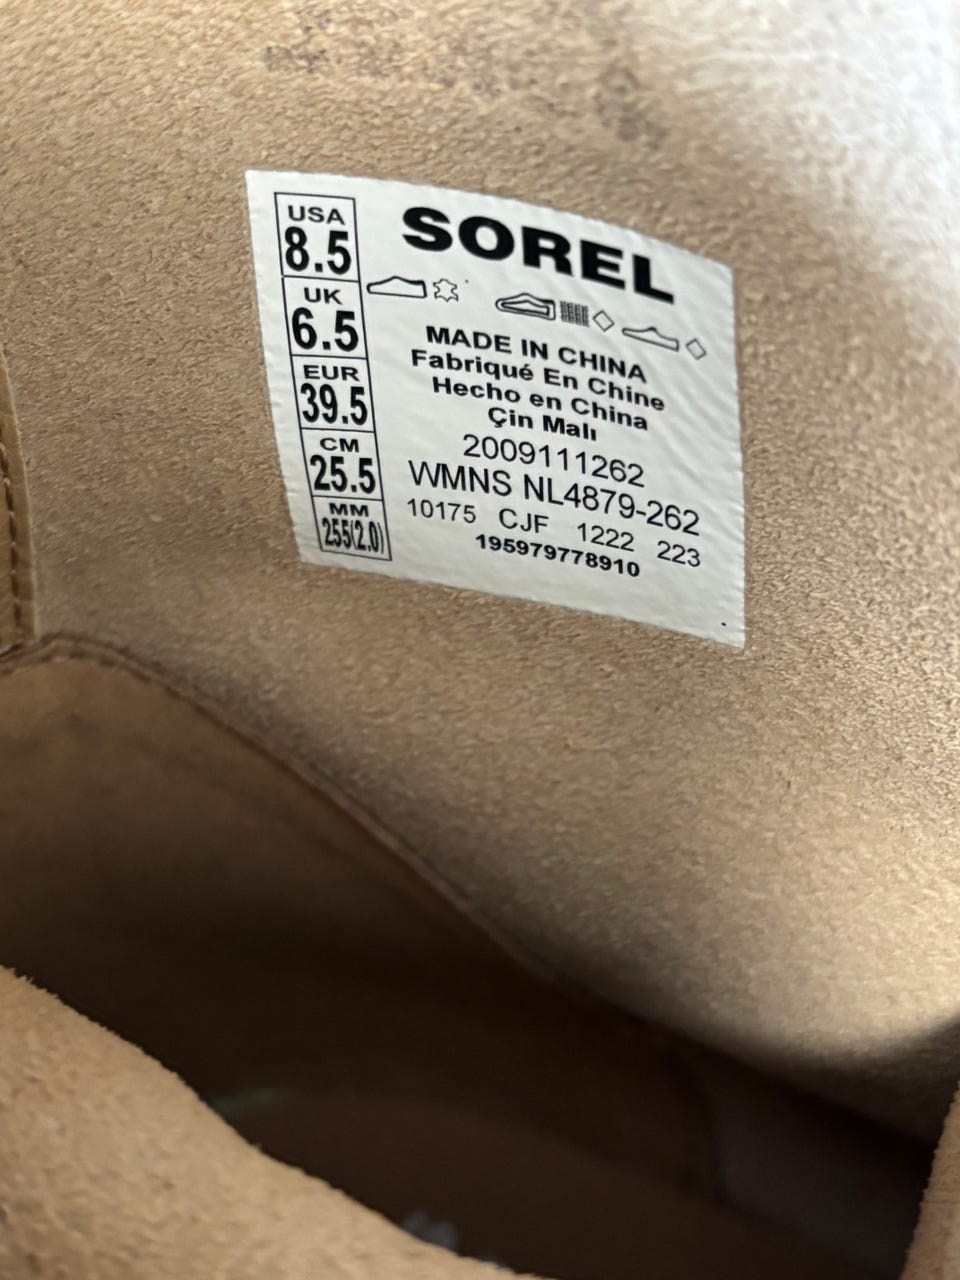 USA
8.5
UK
6.5
EUR
39.5
CM
25.5
MM
255(2.0)
SOREL
MADE IN CHINA
Fabriqué En Chine
Hecho en China
Çin Malı
2009111262
WMNS NL4879-262
10175 CJF 1222 223
195979778910